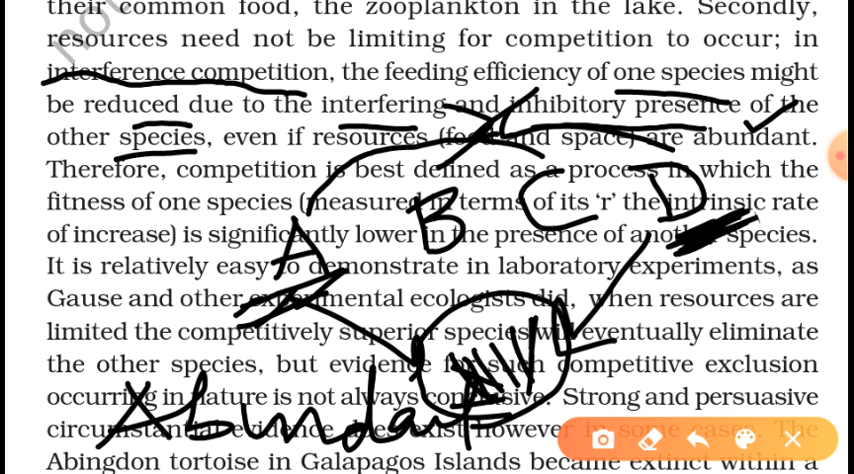 their common food, the zooplankton in the lake. Secondly,
resources need not be limiting for competition to occur; in
interference competition, the feeding efficiency of one species might
be reduced due to the interfering and inhibitory presence of the
other species, even if resources (food and space) are abundant.
Therefore, competition is best defined as a process in which the
fitness of one species (measured in terms of its ‘r’ the intrinsic rate
of increase) is significantly lower in the presence of another species.
It is relatively easy to demonstrate in laboratory experiments, as
Gause and other experimental ecologists did, when resources are
limited the competitively superior species will eventually eliminate
the other species, but evidence for such competitive exclusion
occurring in nature is not always conclusive. Strong and persuasive
circumstantial evidence does exist however in some cases. The
Abingdon tortoise in Galapagos Islands became extinct within a
A B C D
Abundant